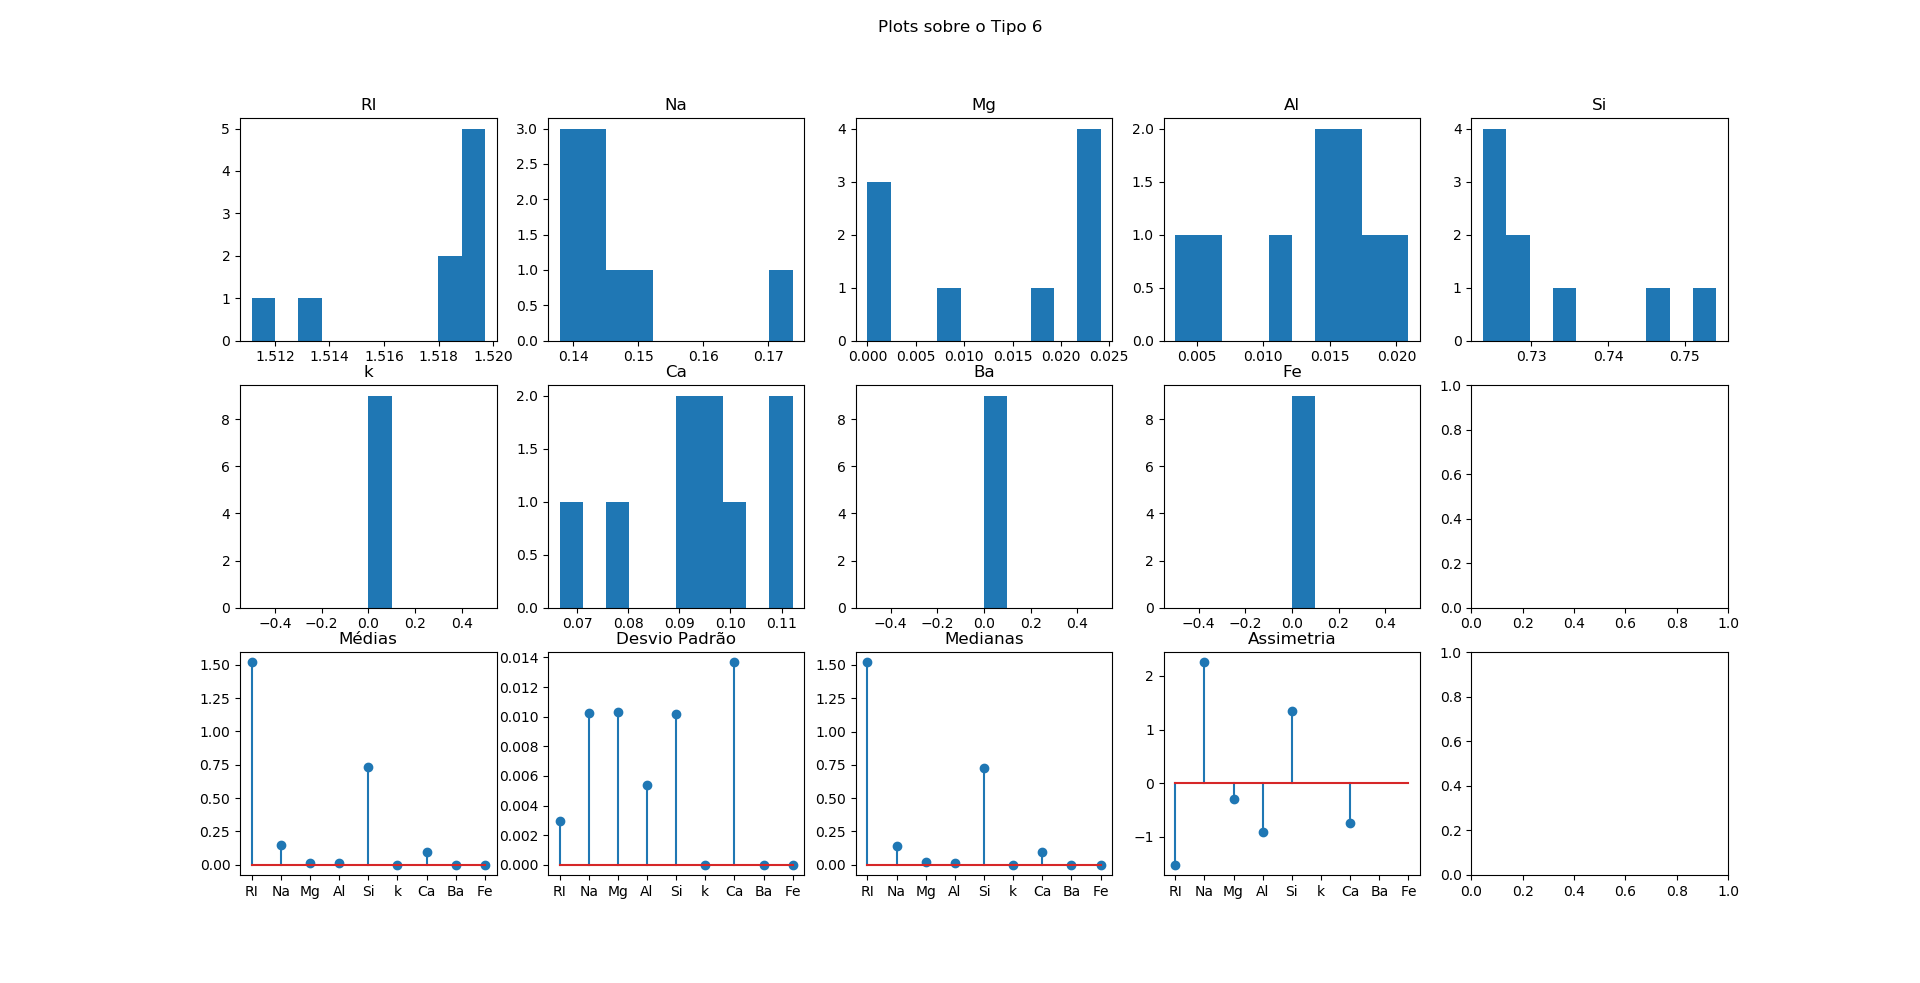 Plots sobre o Tipo 6
RI
Na
Mg
Al
Si
5
4
3
2
1
0
1.512 1.514 1.516 1.518 1.520
3.0
2.5
2.0
1.5
1.0
0.5
0.0
0.14 0.15 0.16 0.17
4
3
2
1
0
0.000 0.005 0.010 0.015 0.020 0.025
2.0
1.5
1.0
0.5
0.0
0.005 0.010 0.015 0.020
4
3
2
1
0
0.73 0.74 0.75
k
Ca
Ba
Fe
8
6
4
2
0
−0.4 −0.2 0.0 0.2 0.4
2.0
1.5
1.0
0.5
0.0
0.07 0.08 0.09 0.10 0.11
8
6
4
2
0
−0.4 −0.2 0.0 0.2 0.4
8
6
4
2
0
−0.4 −0.2 0.0 0.2 0.4
1.0
0.8
0.6
0.4
0.2
0.0
0.0 0.2 0.4 0.6 0.8 1.0
Médias
Desvio Padrão
Medianas
Assimetria
1.50
1.25
1.00
0.75
0.50
0.25
0.00
RI Na Mg Al Si k Ca Ba Fe
0.014
0.012
0.010
0.008
0.006
0.004
0.002
0.000
RI Na Mg Al Si k Ca Ba Fe
1.50
1.25
1.00
0.75
0.50
0.25
0.00
RI Na Mg Al Si k Ca Ba Fe
2
1
0
−1
RI Na Mg Al Si k Ca Ba Fe
1.0
0.8
0.6
0.4
0.2
0.0
0.0 0.2 0.4 0.6 0.8 1.0